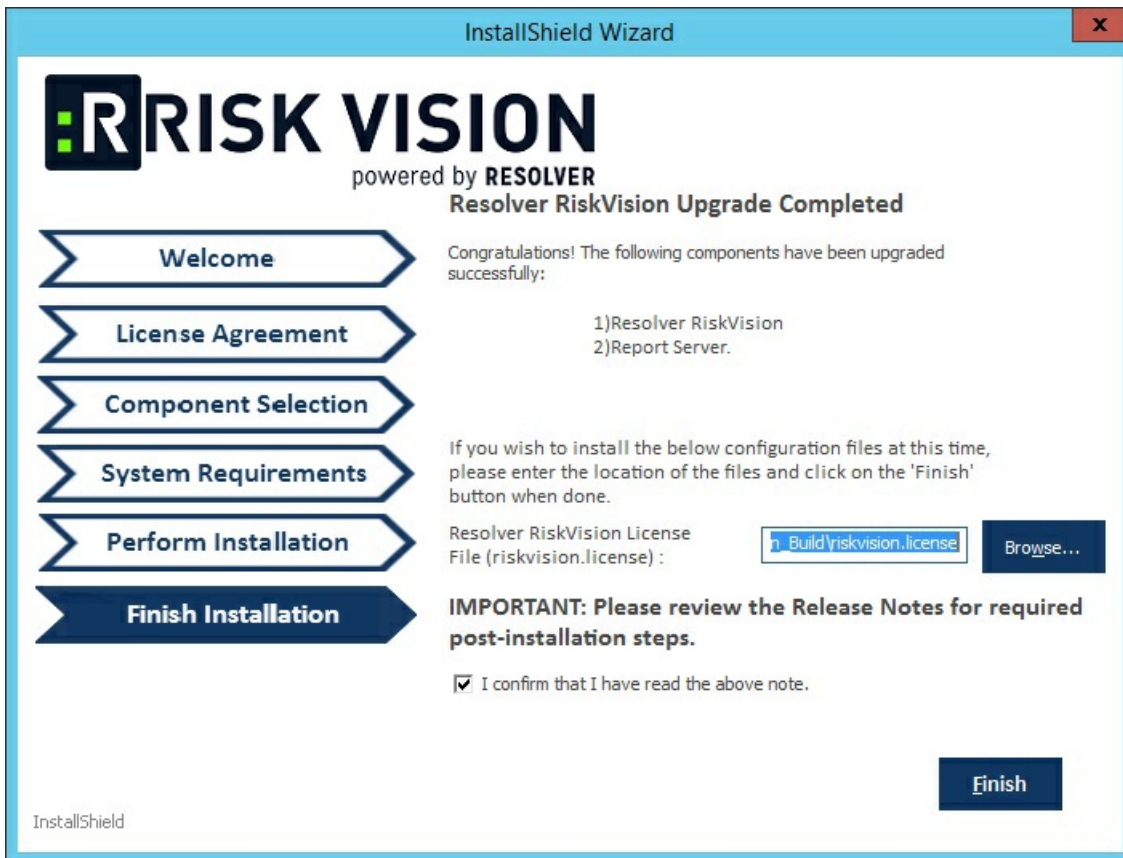 InstallShield Wizard
x
:R RISK VISION
powered by RESOLVER
Resolver RiskVision Upgrade Completed
Welcome
License Agreement
Component Selection
System Requirements
Perform Installation
Finish Installation
Congratulations! The following components have been upgraded
successfully:
1)Resolver RiskVision
2)Report Server.
If you wish to install the below configuration files at this time,
please enter the location of the files and click on the 'Finish'
button when done.
Resolver RiskVision License
File (riskvision.license) :
n_Build\riskvision.license
Browse...
IMPORTANT: Please review the Release Notes for required
post-installation steps.
I confirm that I have read the above note.
Finish
InstallShield